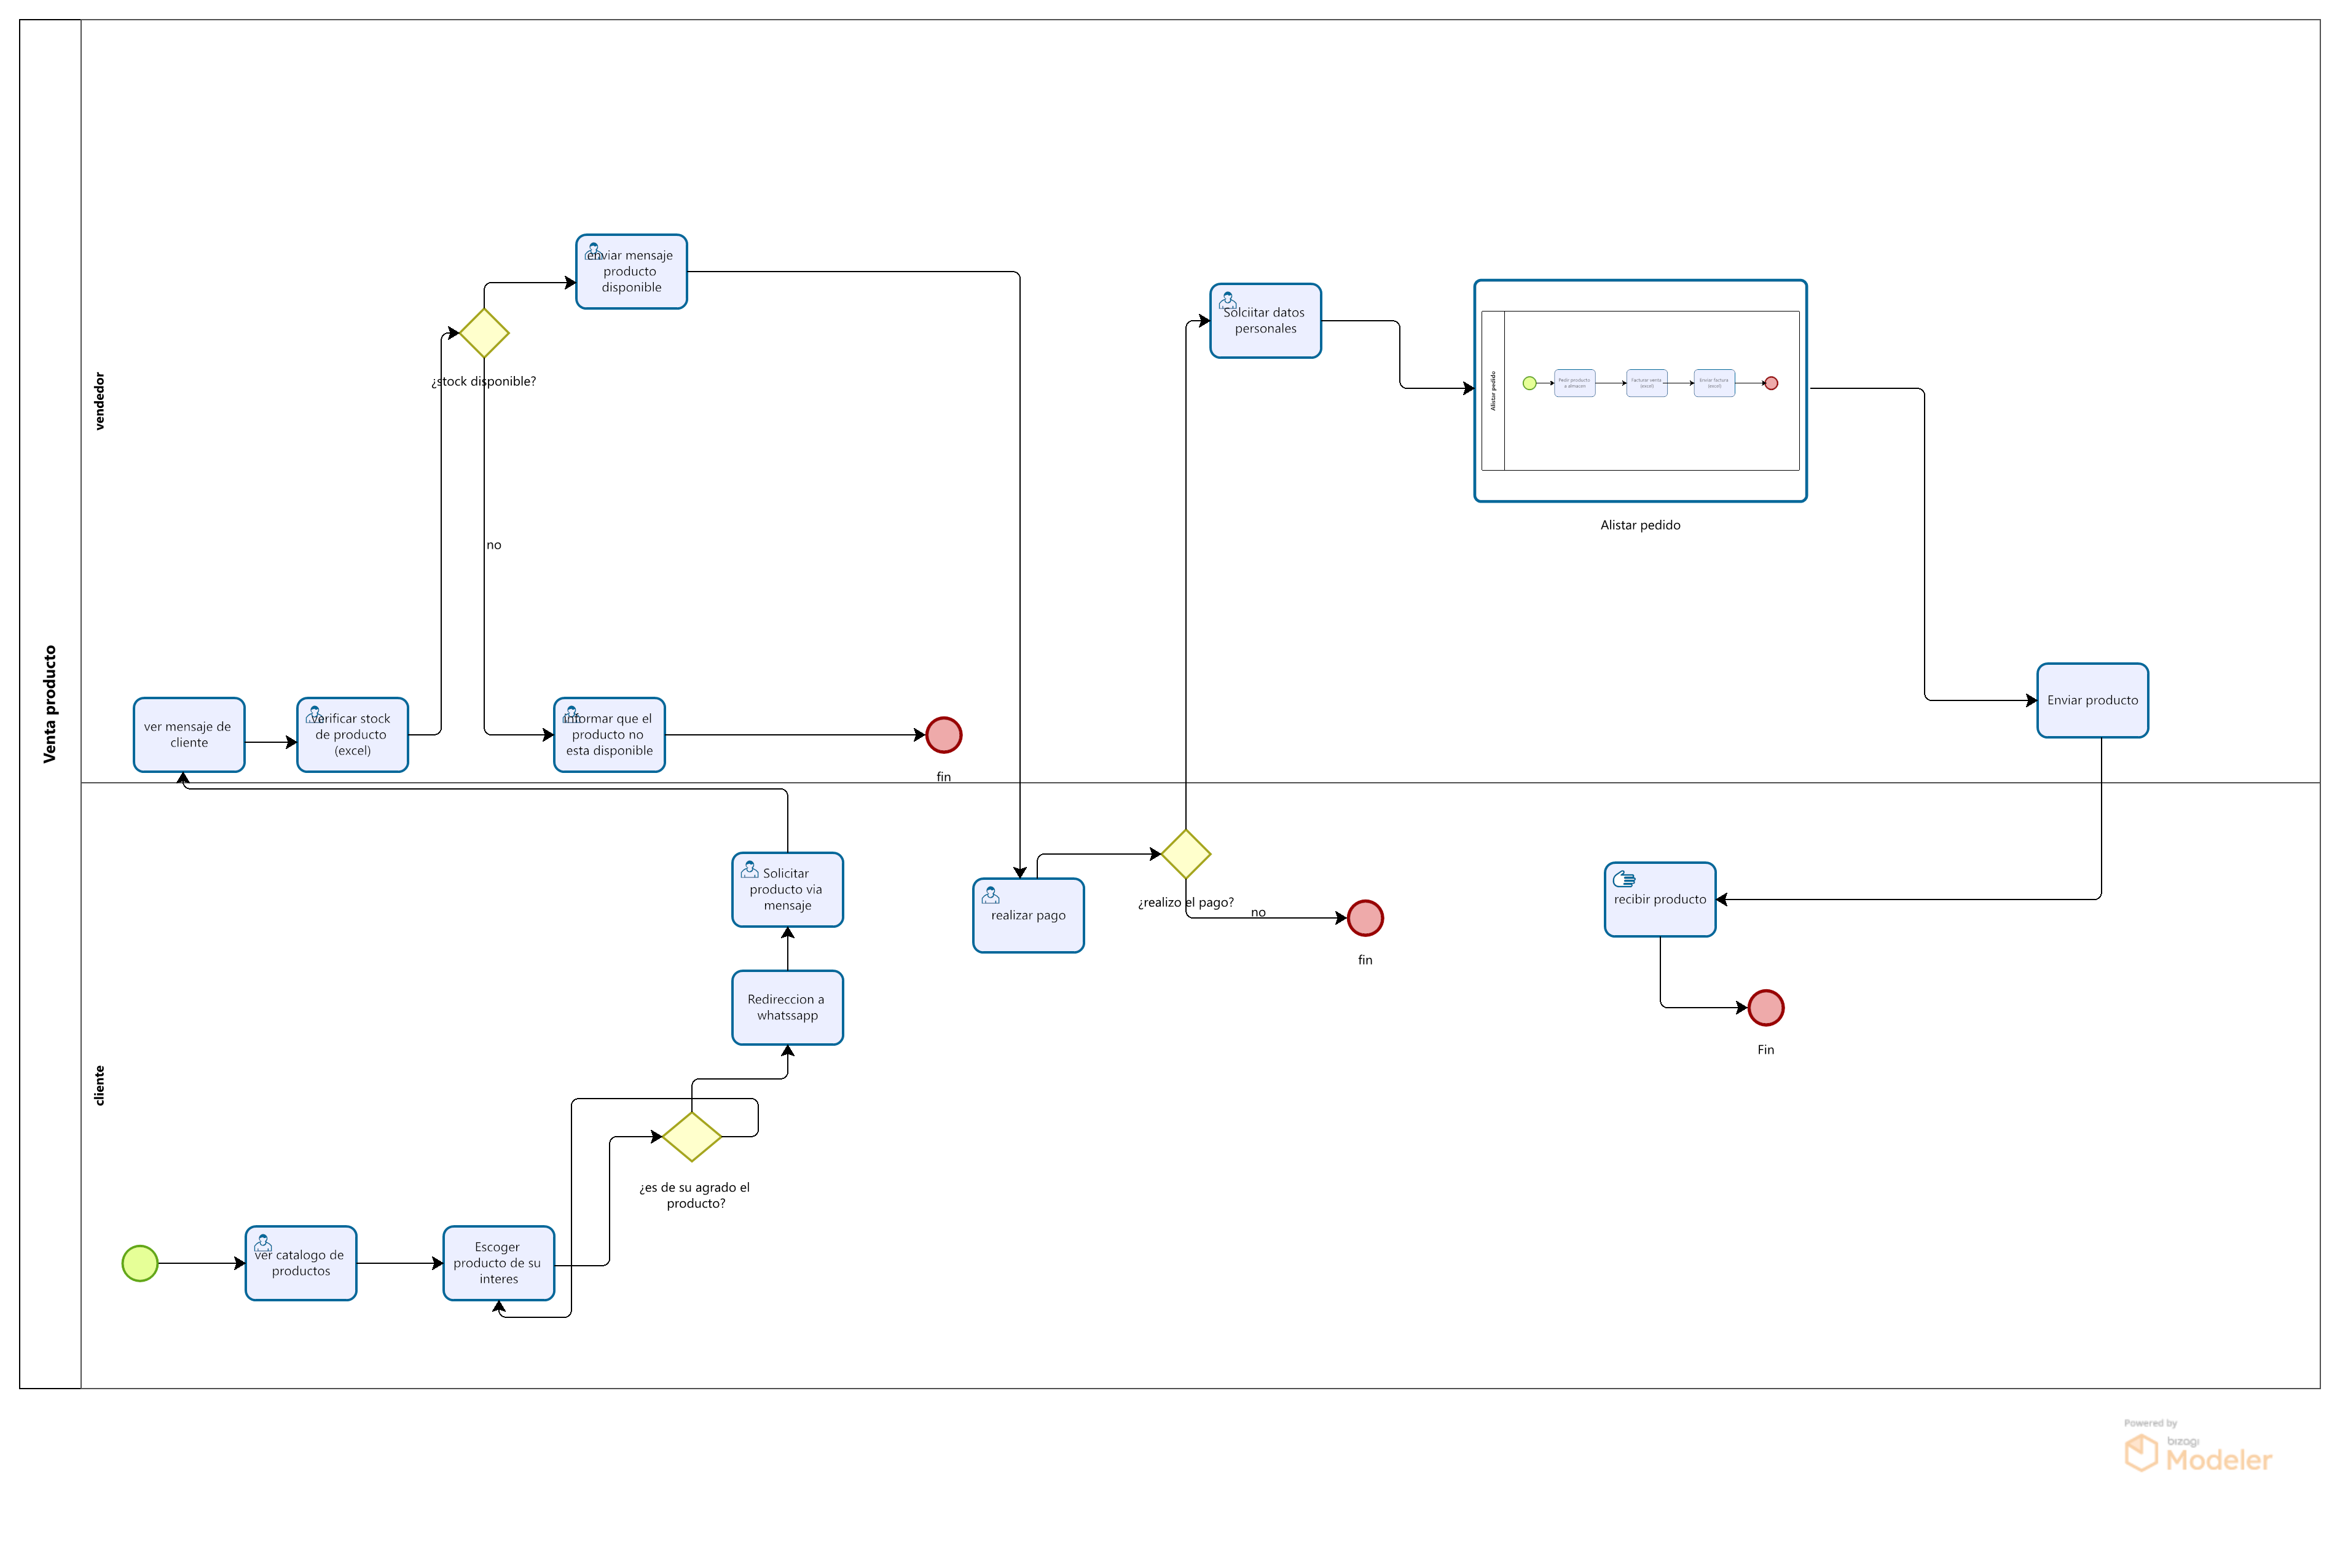 Venta producto
vendedor
enviar mensaje
producto
disponible
¿stock disponible?
no
ver mensaje de
cliente
verificar stock
de producto
(excel)
informar que el
producto no
esta disponible
fin
Solciitar datos
personales
Alistar pedido
Pedir producto
a almacen
Facturar venta
(excel)
Enviar factura
(excel)
Alistar pedido
Enviar producto
cliente
Solicitar
producto via
mensaje
Redireccion a
whatssapp
¿es de su agrado el
producto?
ver catalogo de
productos
Escoger
producto de su
interes
realizar pago
¿realizo el pago?
no
fin
recibir producto
Fin
Powered by
bizagi
Modeler